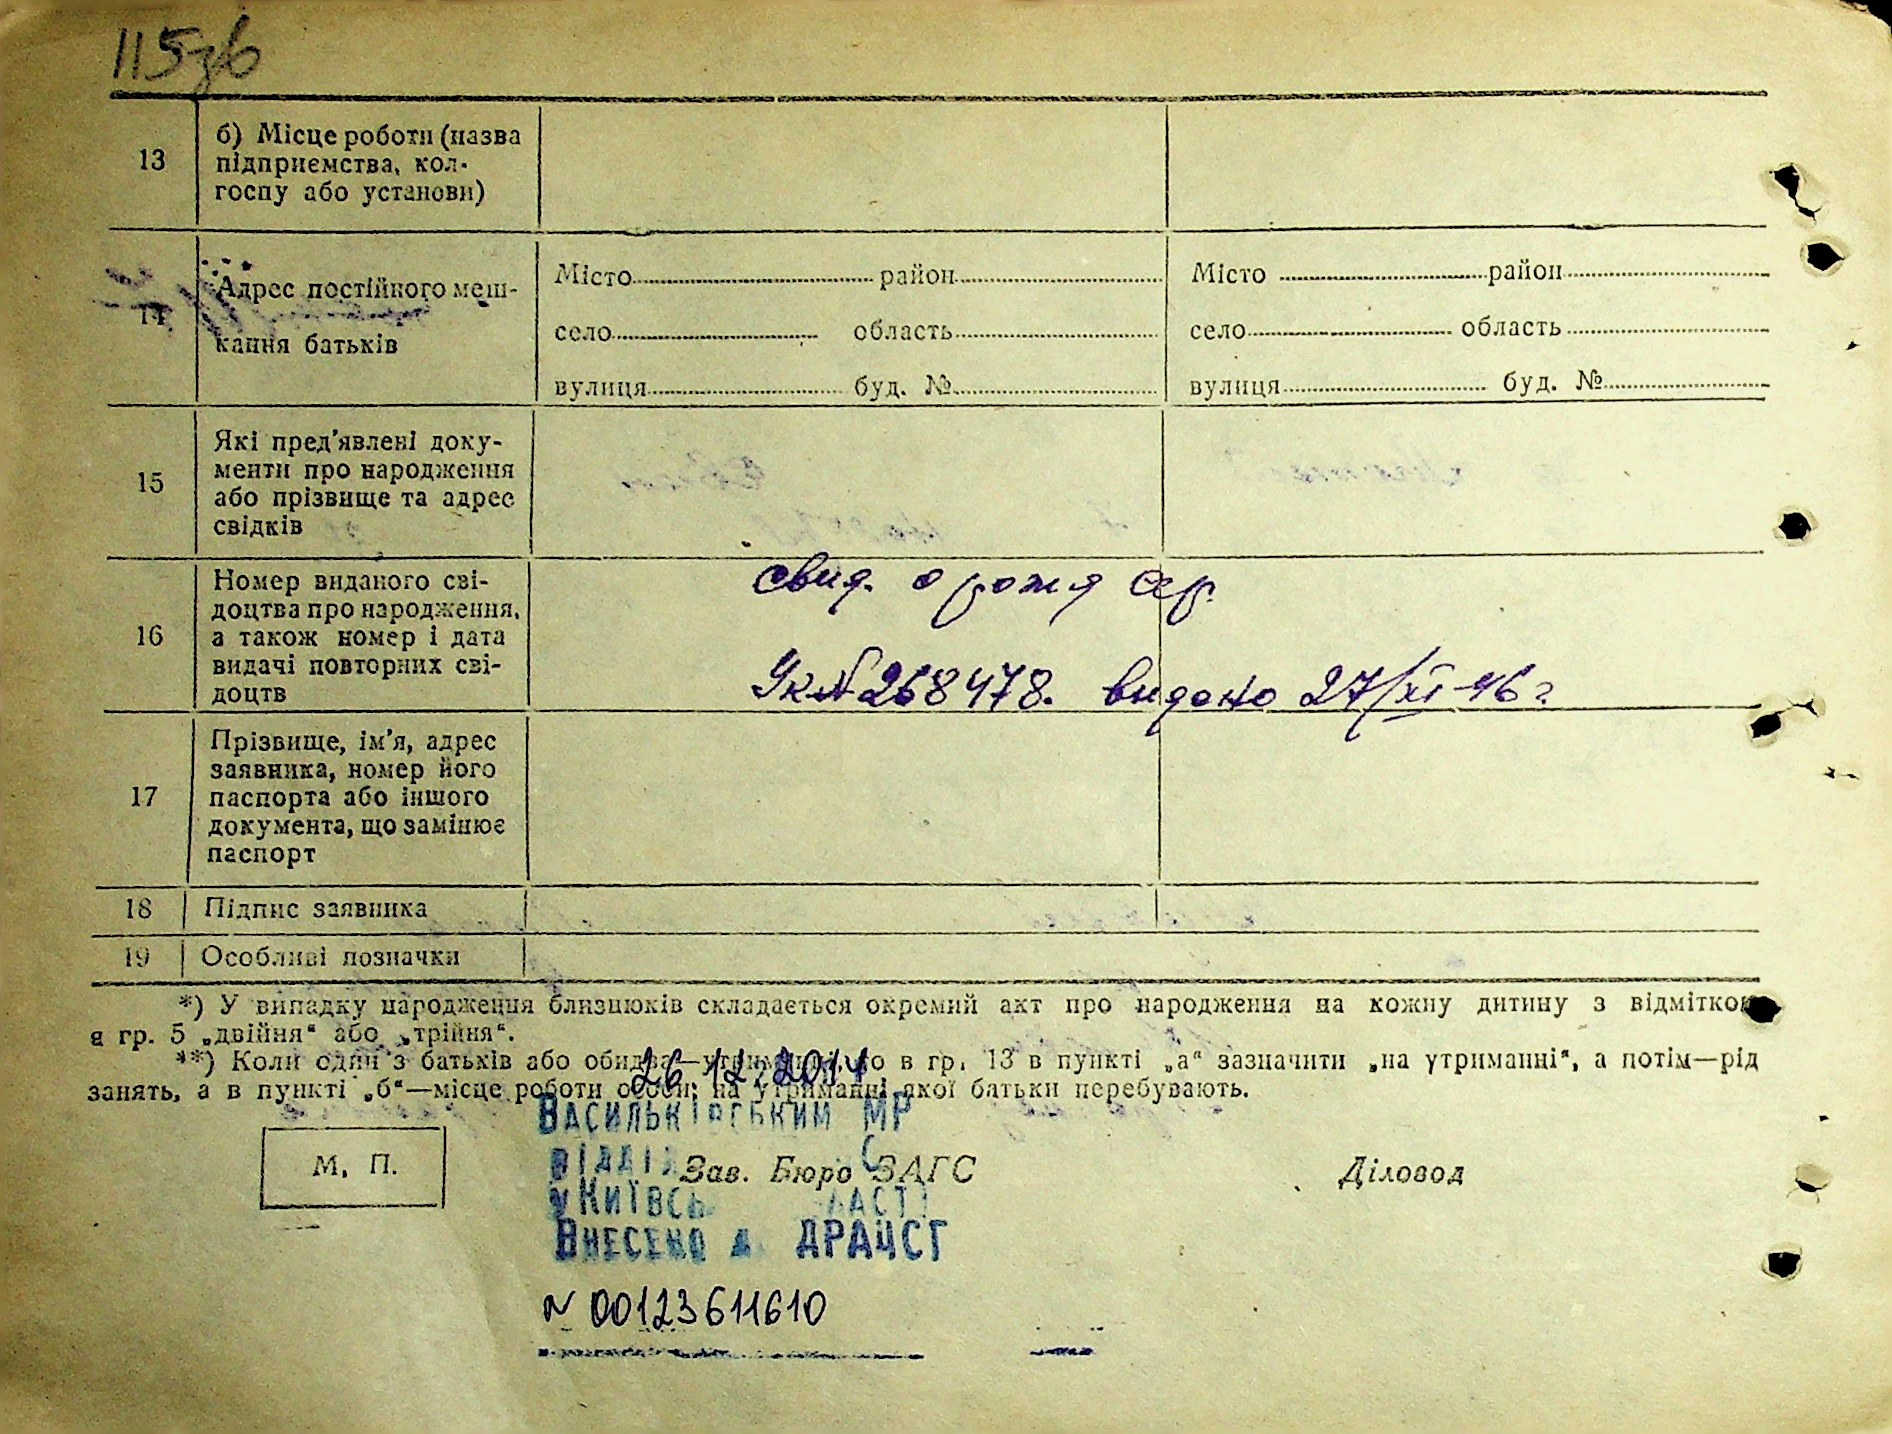 115зв
13
б) Місце роботи (назва
підприємства, кол-
госпу або установи)
14
Адрес постійного меш-
кання батьків
Місто район
село область
вулиця буд. №
Місто район
село область
вулиця буд. №
15
Які пред'явлені доку-
менти про народження
або прізвище та адрес
свідків
16
Номер виданого сві-
доцтва про народження,
а також номер і дата
видачі повторних сві-
доцтв
свид. о рожд сер.
Ук № 268478. видано 27/XI-46 г
17
Прізвище, ім'я, адрес
заявника, номер його
паспорта або іншого
документа, що замінює
паспорт
18 Підпис заявника
19 Особливі позначки
*) У випадку народження близнюків складається окремий акт про народження на кожну дитину з відміткою
в гр. 5 „двійня“ або „трійня“.
**) Коли один з батьків або обидва—утриманці, то в гр. 13 в пункті „а“ зазначити „на утриманні“, а потім—рід
занять, а в пункті „б“—місце роботи особи, на утриманні якої батьки перебувають.
26.12.2014
Васильківським МР
М. П.
Зав. Бюро ЗАГС
Діловод
Внесено ДРАЦСГ
№ 00123611610